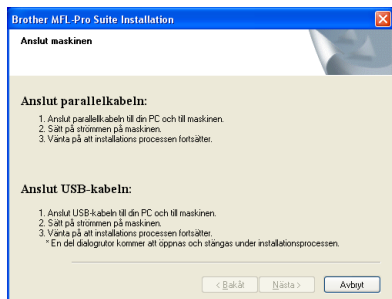 Brother MFL-Pro Suite Installation
Anslut maskinen
Anslut parallelkabeln:
1. Anslut parallellkabeln till din PC och till maskinen.
2. Sätt på strömmen på maskinen.
3. Vänta på att installations processen fortsätter.
Anslut USB-kabeln:
1. Anslut USB-kabeln till din PC och till maskinen.
2. Sätt på strömmen på maskinen.
3. Vänta på att installations processen fortsätter.
* En del dialogrutor kommer att öppnas och stängas under installationsprocessen.
< Bakåt Nästa > Avbryt